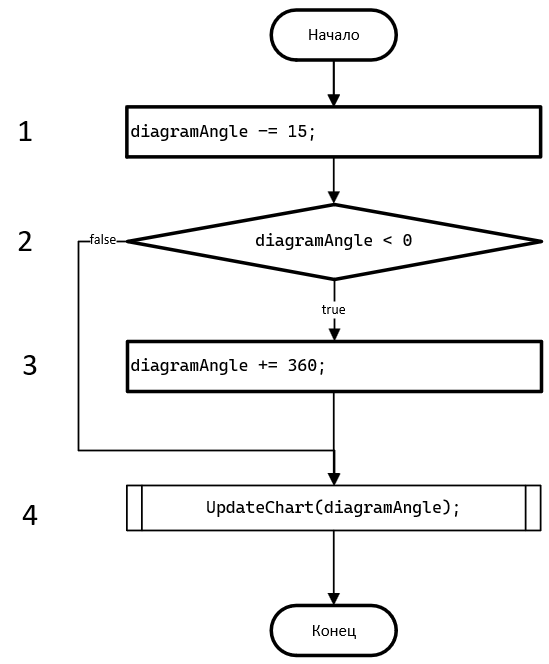 Начало
1
diagramAngle -= 15;
2
false
diagramAngle < 0
true
3
diagramAngle += 360;
4
UpdateChart(diagramAngle);
Конец